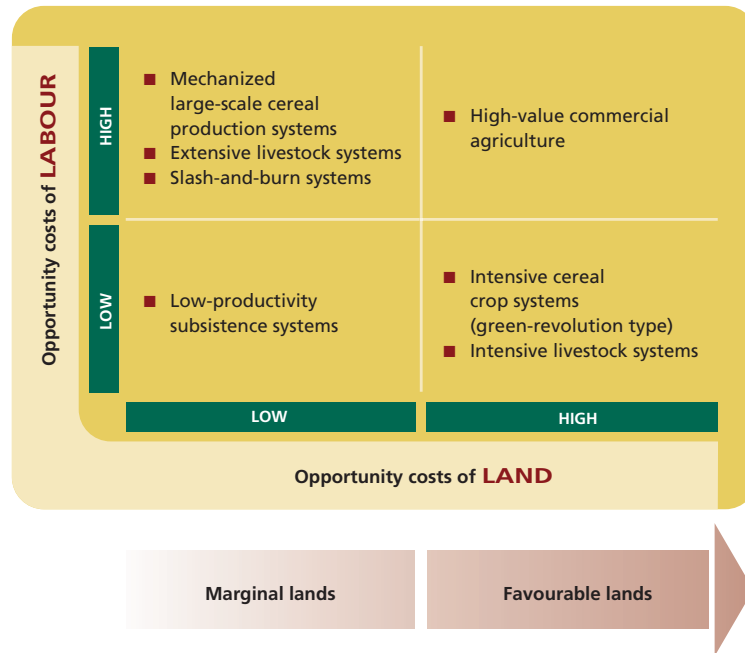 Opportunity costs of LABOUR
HIGH
■ Mechanized
large-scale cereal
production systems
■ Extensive livestock systems
■ Slash-and-burn systems
■ High-value commercial
agriculture
LOW
■ Low-productivity
subsistence systems
■ Intensive cereal
crop systems
(green-revolution type)
■ Intensive livestock systems
LOW
HIGH
Opportunity costs of LAND
Marginal lands
Favourable lands